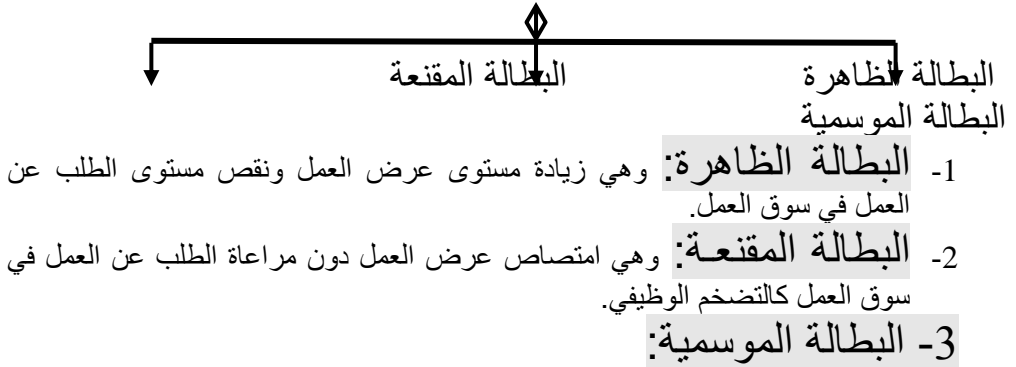 البطالة الظاهرة البطالة المقنعة
البطالة الموسمية
1- البطالة الظاهرة: وهي زيادة مستوى عرض العمل ونقص مستوى الطلب عن
العمل في سوق العمل.
2- البطالة المقنعـة: وهي امتصاص عرض العمل دون مراعاة الطلب عن العمل في
سوق العمل كالتضخم الوظيفي.
3- البطالة الموسمية: